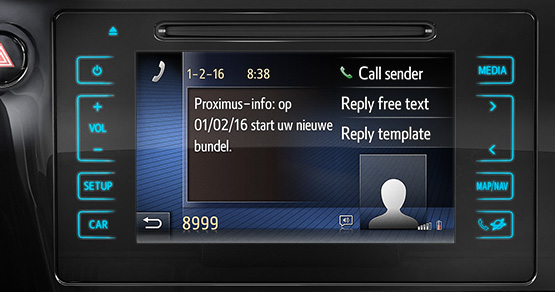 1-2-16 8:38
Call sender
Proximus-info: op
01/02/16 start uw nieuwe
bundel.
Reply free text
Reply template
8999
MEDIA
+
VOL
-
SETUP
CAR
MAP/NAV